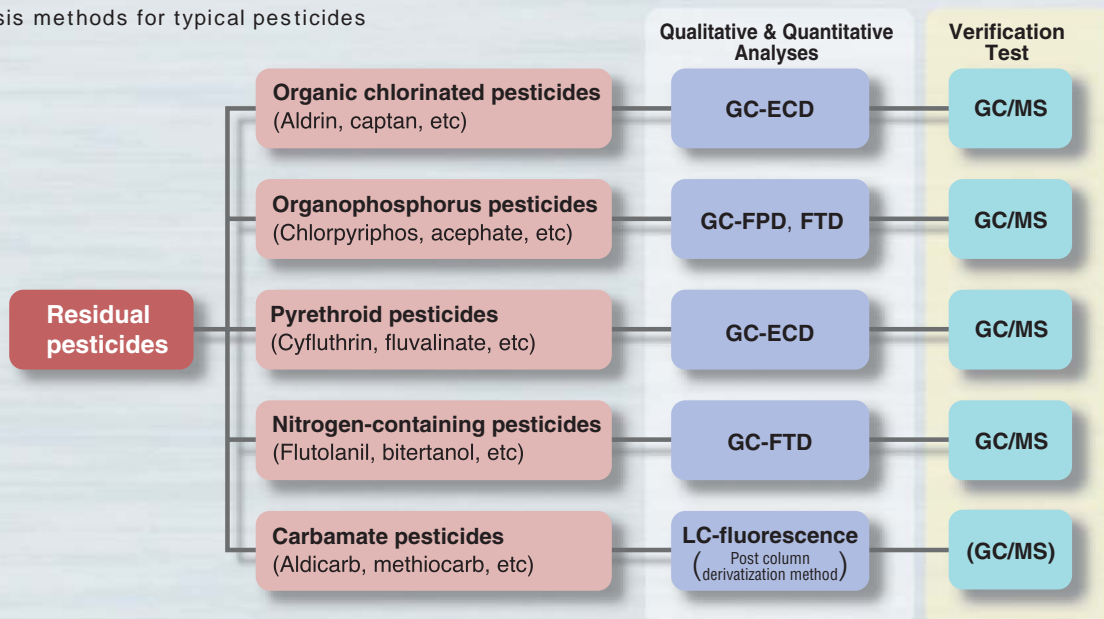 sis methods for typical pesticides
Qualitative & Quantitative
Analyses
Verification
Test
Residual
pesticides
Organic chlorinated pesticides
(Aldrin, captan, etc)
GC-ECD
GC/MS
Organophosphorus pesticides
(Chlorpyriphos, acephate, etc)
GC-FPD, FTD
GC/MS
Pyrethroid pesticides
(Cyfluthrin, fluvalinate, etc)
GC-ECD
GC/MS
Nitrogen-containing pesticides
(Flutolanil, bitertanol, etc)
GC-FTD
GC/MS
Carbamate pesticides
(Aldicarb, methiocarb, etc)
LC-fluorescence
(Post column
derivatization method)
(GC/MS)